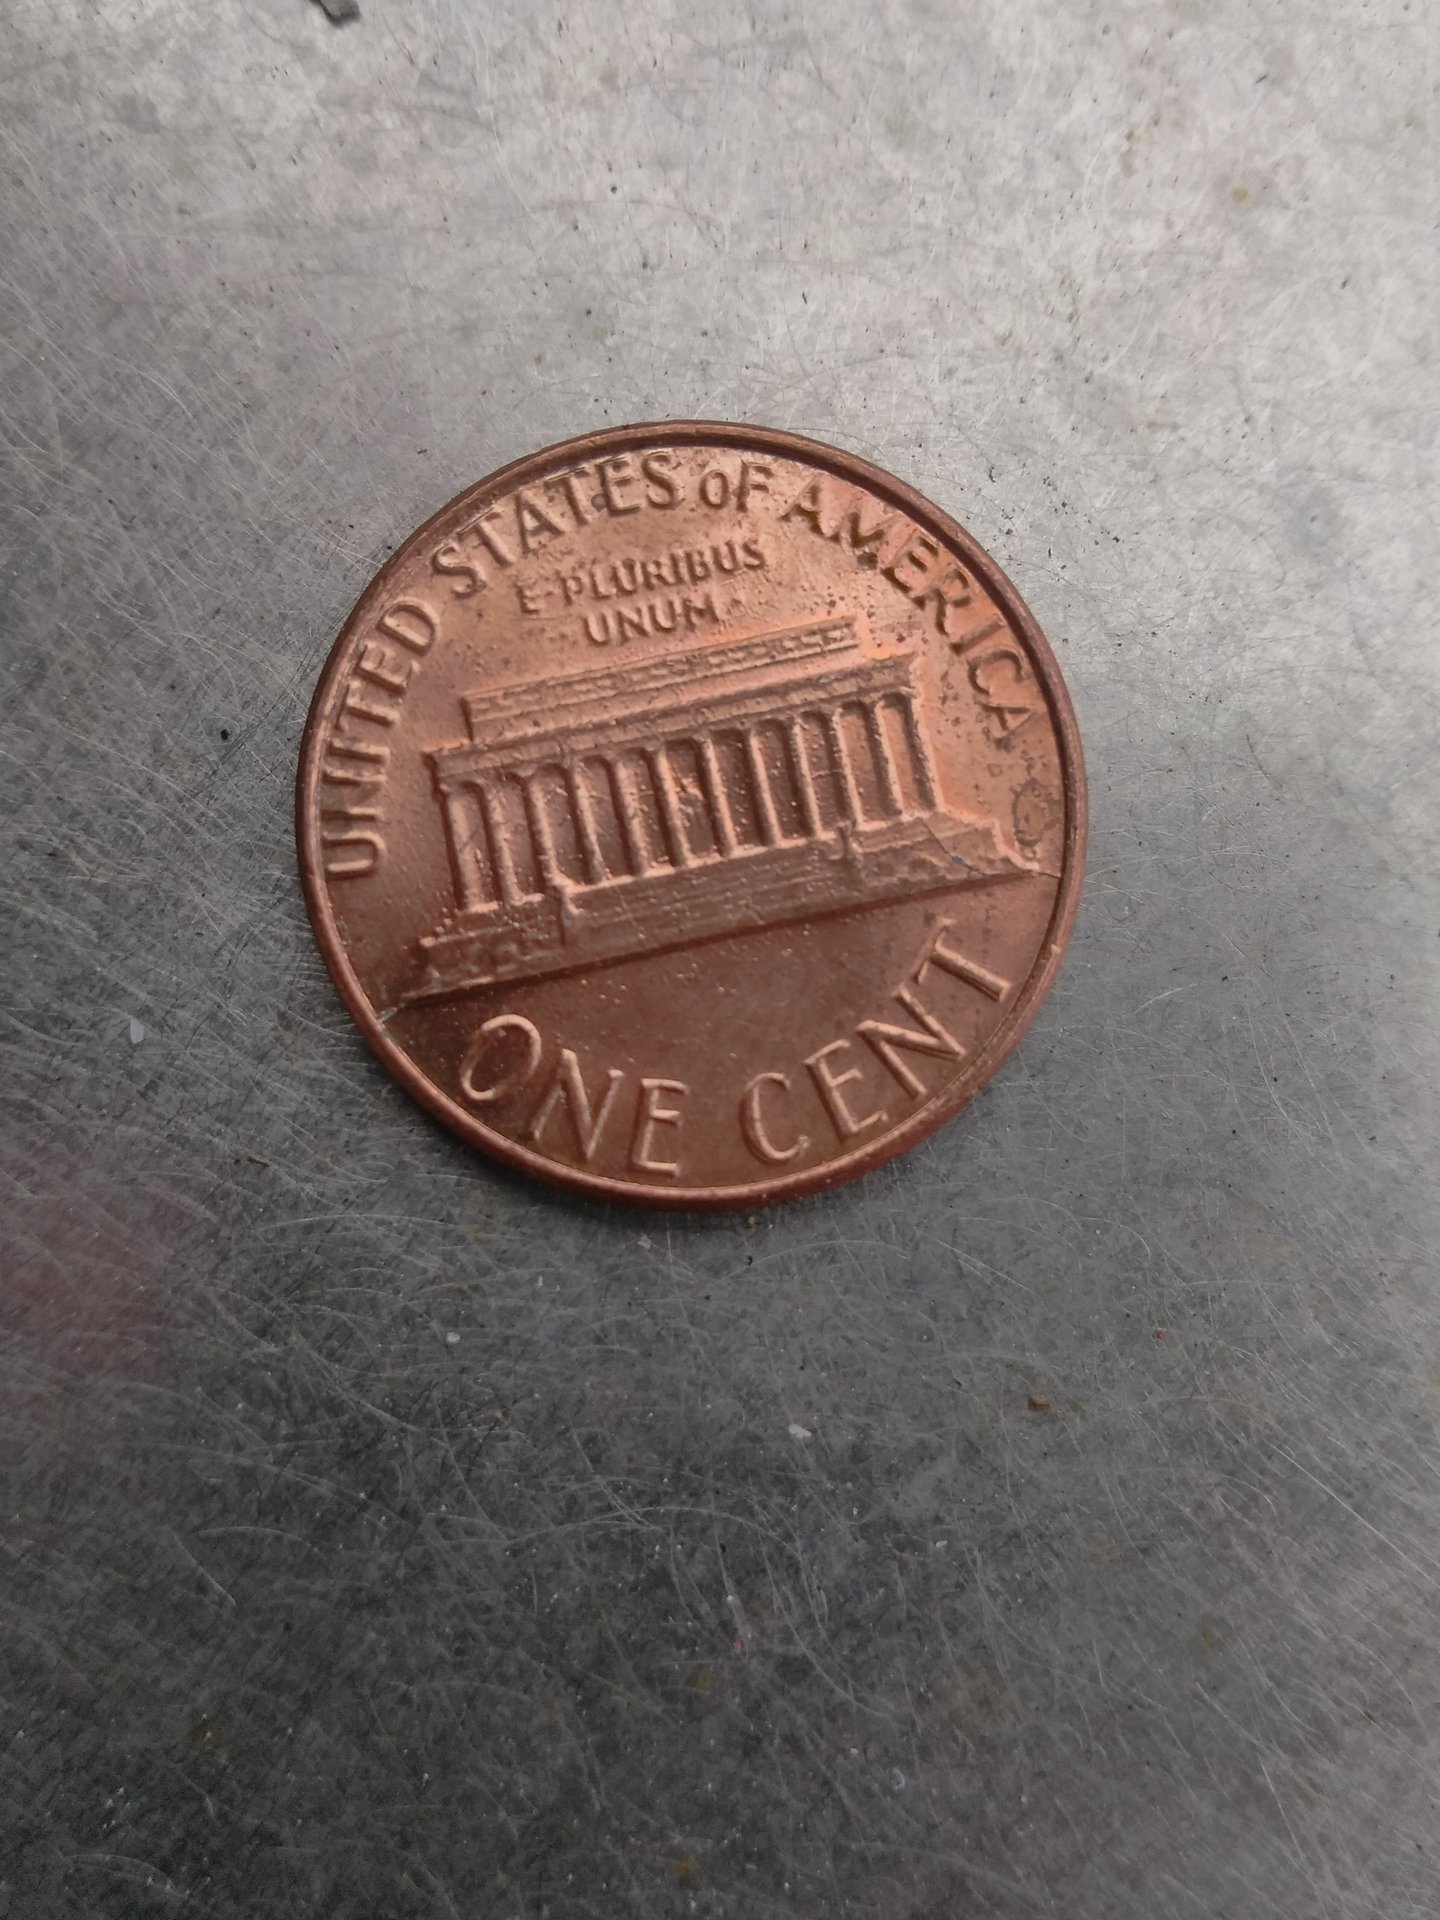 UNITED STATES oF AMERICA
E·PLURIBUS
UNUM
ONE CENT